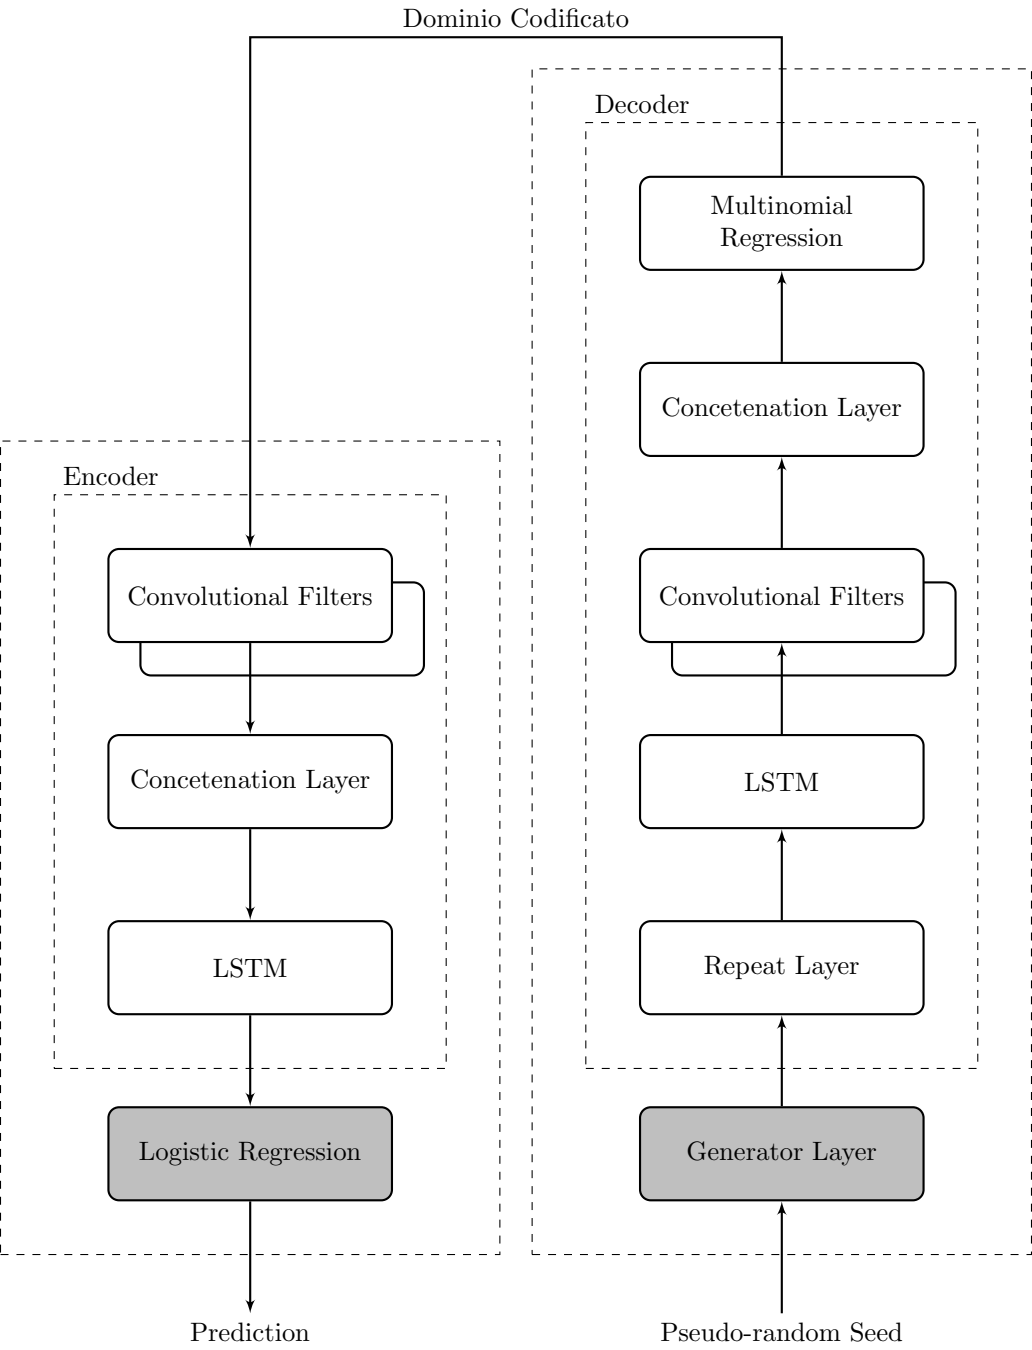 Dominio Codificato
Decoder
Multinomial
Regression
Concetenation Layer
Convolutional Filters
LSTM
Repeat Layer
Generator Layer
Pseudo-random Seed
Encoder
Convolutional Filters
Concetenation Layer
LSTM
Logistic Regression
Prediction